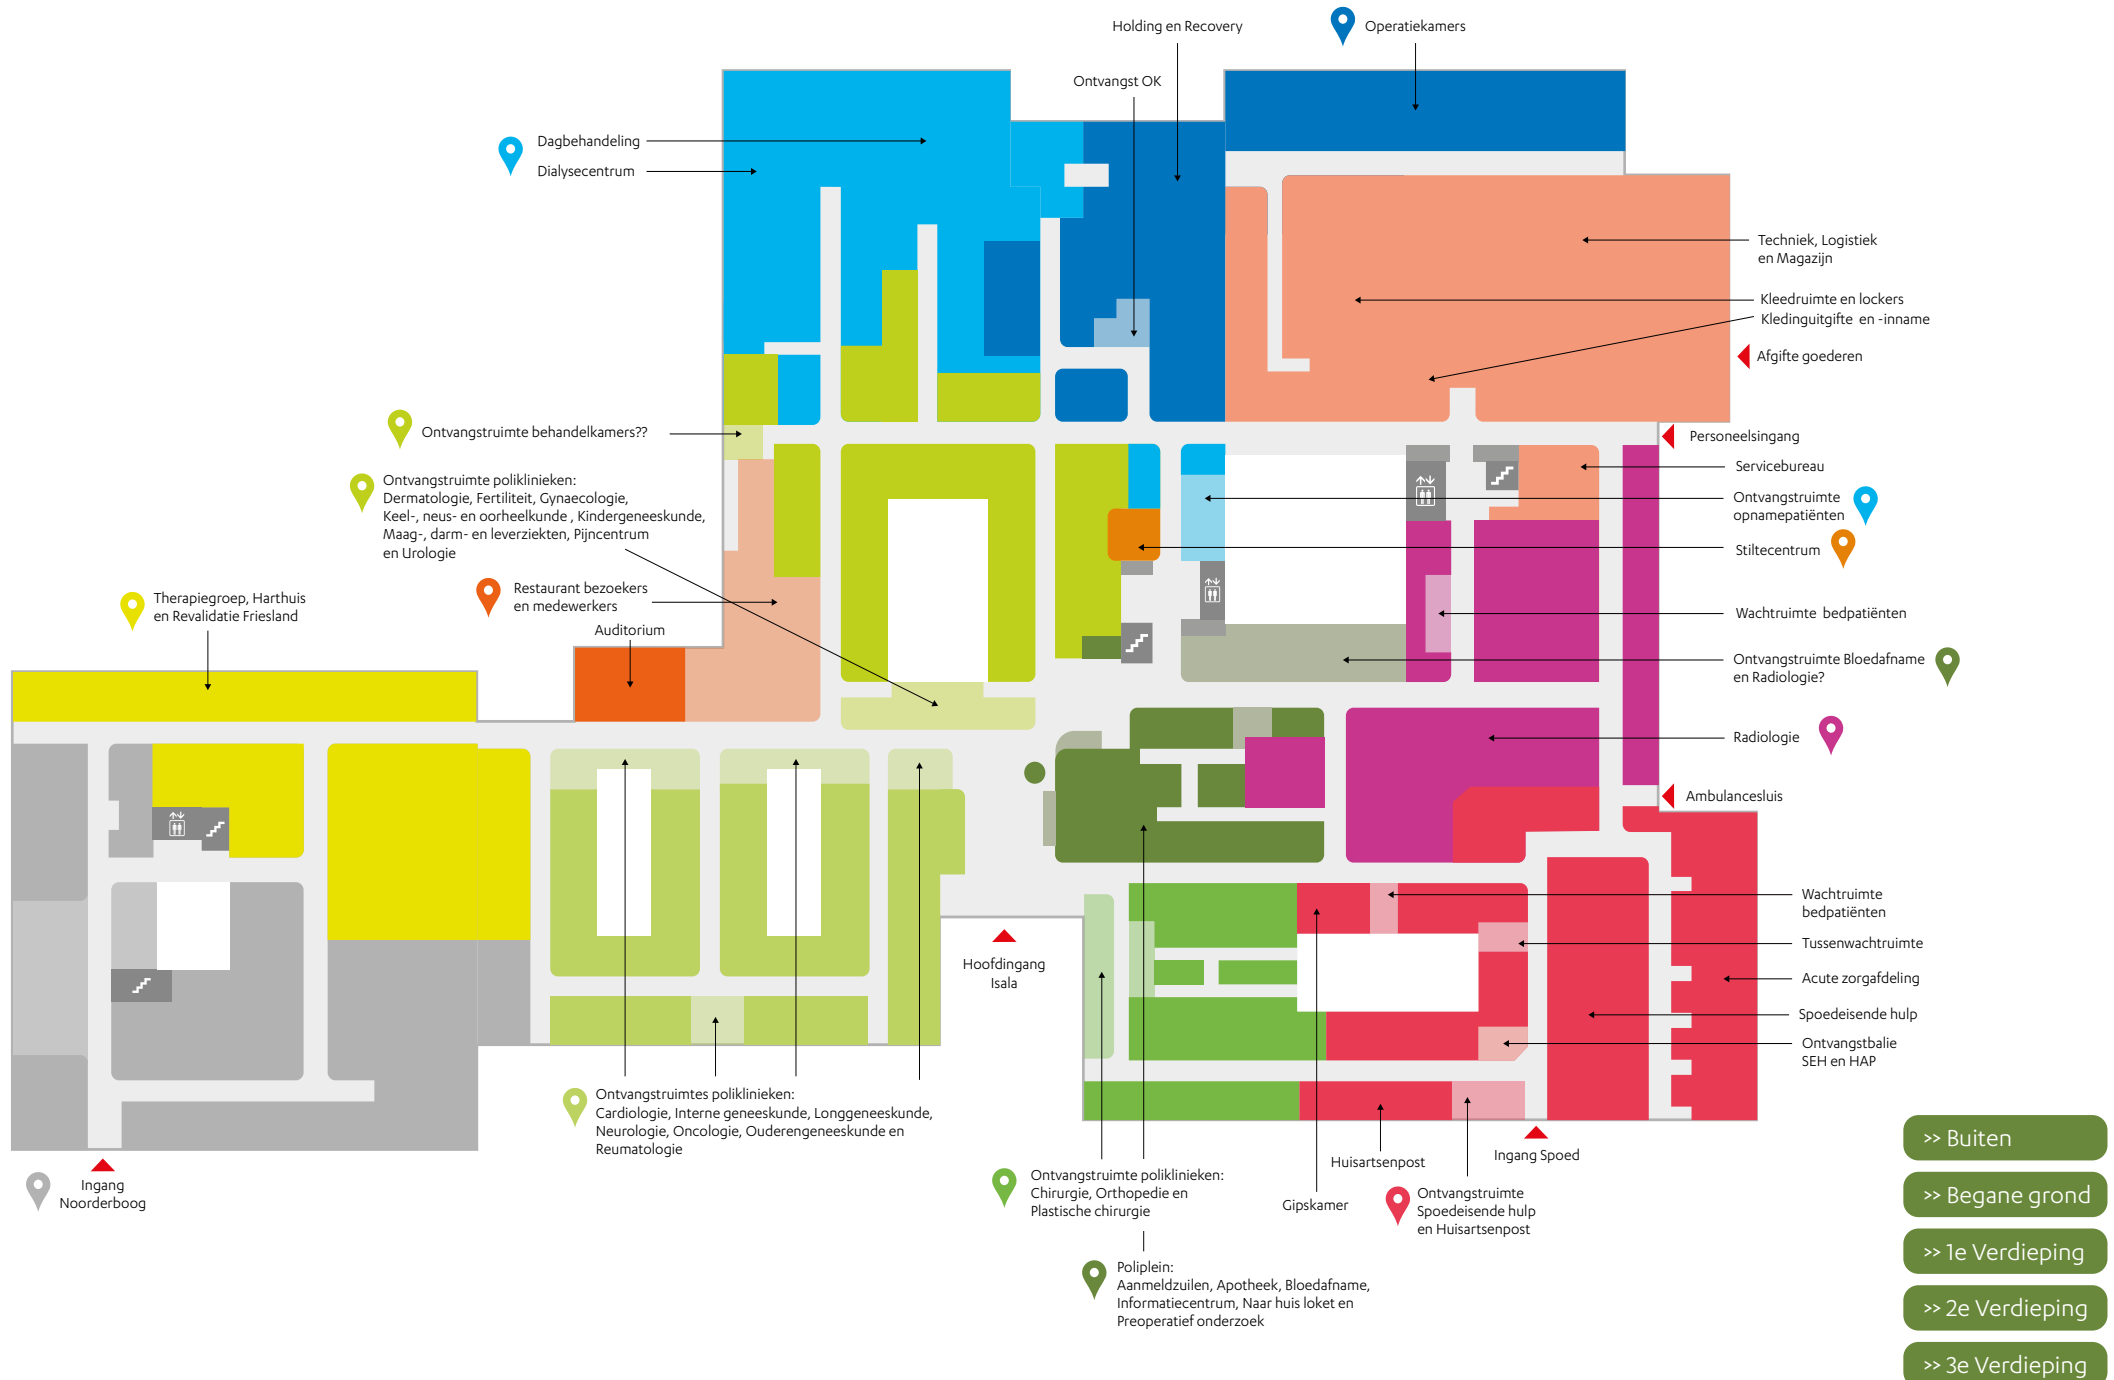 Holding en Recovery
Operatiekamers
Ontvangst OK
Dagbehandeling
Dialysecentrum
Techniek, Logistiek
en Magazijn
Kleedruimte en lockers
Kledinguitgifte en -inname
Afgifte goederen
Ontvangstruimte behandelkamers??
Personeelsingang
Servicebureau
Ontvangstruimte poliklinieken:
Dermatologie, Fertiliteit, Gynaecologie,
Keel-, neus- en oorheelkunde , Kindergeneeskunde,
Maag-, darm- en leverziekten, Pijncentrum
en Urologie
Ontvangstruimte
opnamepatiënten
Stiltecentrum
Restaurant bezoekers
en medewerkers
Therapiegroep, Harthuis
en Revalidatie Friesland
Auditorium
Wachtruimte bedpatiënten
Ontvangstruimte Bloedafname
en Radiologie?
Radiologie
Ambulancesluis
Wachtruimte
bedpatiënten
Tussenwachtruimte
Acute zorgafdeling
Spoedeisende hulp
Ontvangstbalie
SEH en HAP
Hoofdingang
Isala
Ontvangstruimtes poliklinieken:
Cardiologie, Interne geneeskunde, Longgeneeskunde,
Neurologie, Oncologie, Ouderengeneeskunde en
Reumatologie
Ingang
Noorderboog
Ontvangstruimte poliklinieken:
Chirurgie, Orthopedie en
Plastische chirurgie
Huisartsenpost
Ingang Spoed
Gipskamer
Ontvangstruimte
Spoedeisende hulp
en Huisartsenpost
Poliplein:
Aanmeldzuilen, Apotheek, Bloedafname,
Informatiecentrum, Naar huis loket en
Preoperatief onderzoek
>> Buiten
>> Begane grond
>> 1e Verdieping
>> 2e Verdieping
>> 3e Verdieping